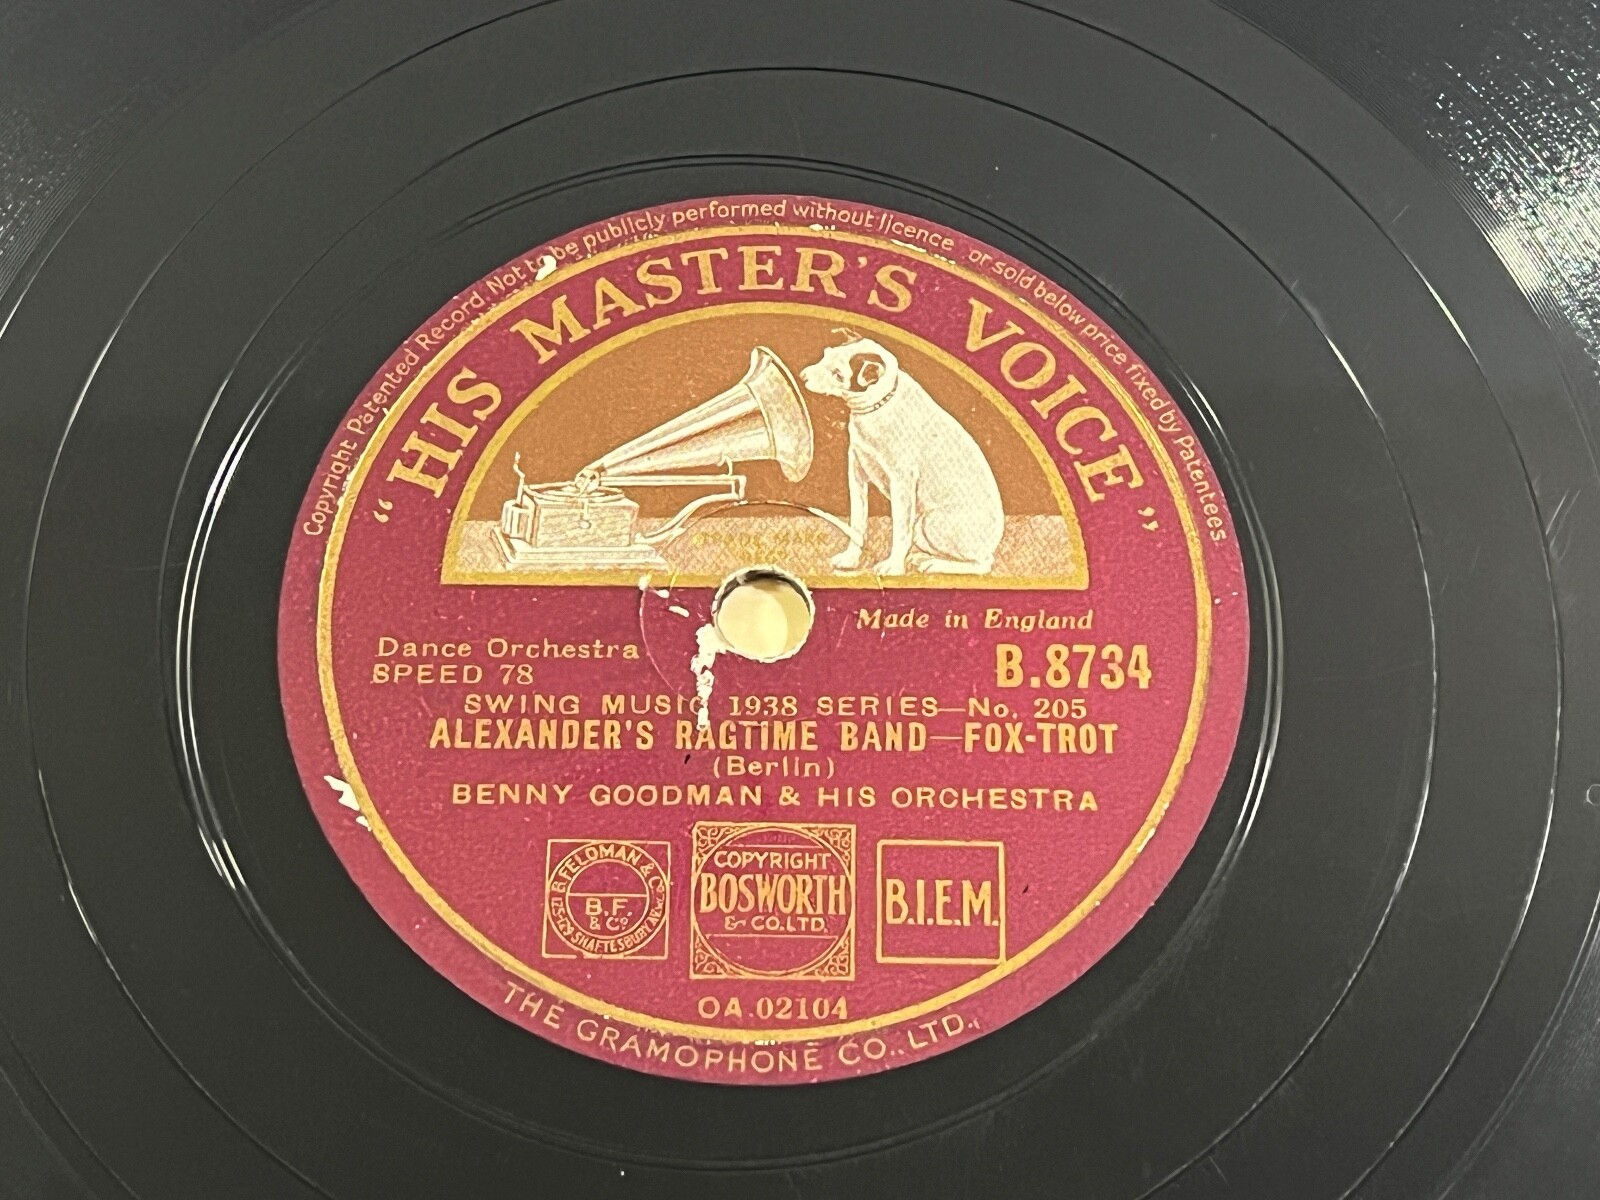 Copyright Patented Record. Not to be publicly performed without licence or sold below price fixed by Patentees.
“HIS MASTER'S VOICE”
TRADE MARK
Made in England
Dance Orchestra
SPEED 78
B.8734
SWING MUSIC 1938 SERIES—No. 205
ALEXANDER'S RAGTIME BAND—FOX-TROT
(Berlin)
BENNY GOODMAN & HIS ORCHESTRA
B. FELDMAN & Co.
B.F. & Co.
125-129 SHAFTESBURY
COPYRIGHT
BOSWORTH
& CO. LTD.
B.I.E.M.
OA.02104
THE GRAMOPHONE CO., LTD.